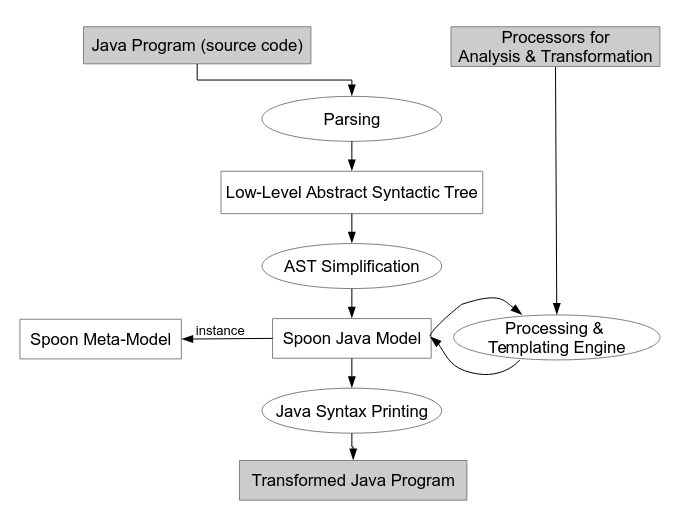 Java Program (source code)
Processors for
Analysis & Transformation
Parsing
Low-Level Abstract Syntactic Tree
AST Simplification
Spoon Meta-Model
instance
Spoon Java Model
Processing &
Templating Engine
Java Syntax Printing
Transformed Java Program